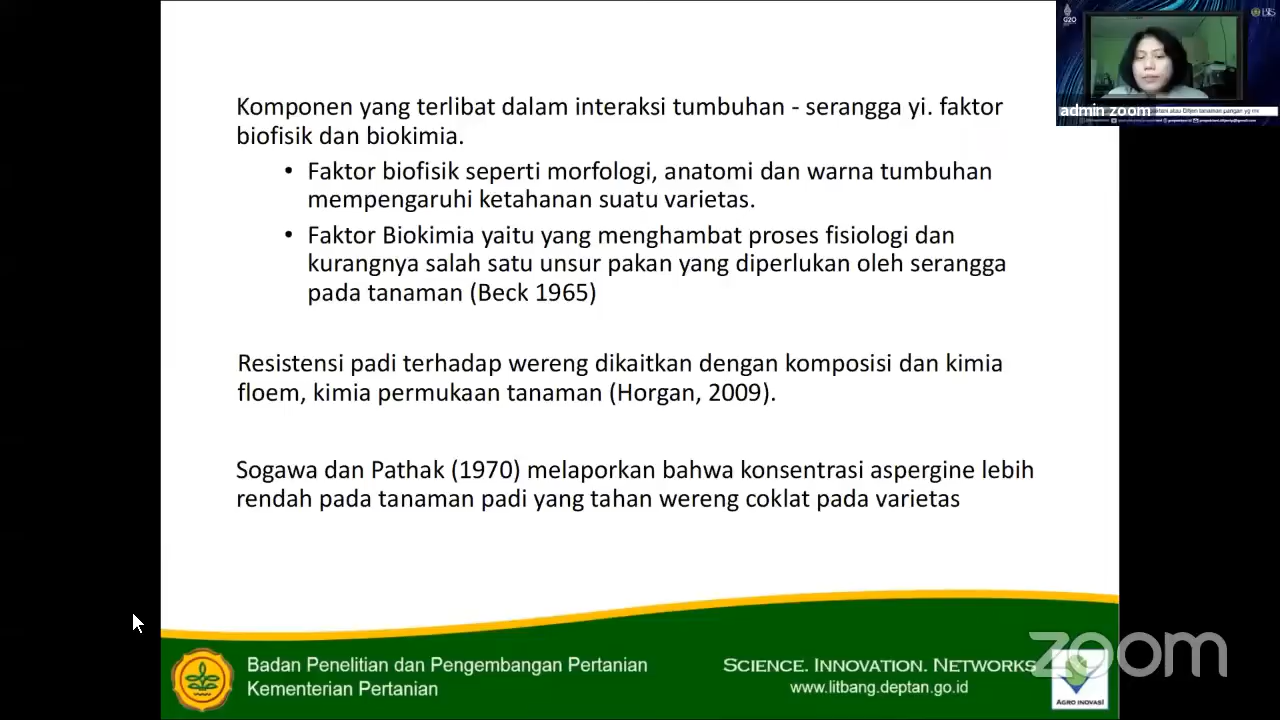 Komponen yang terlibat dalam interaksi tumbuhan - serangga yi. faktor
biofisik dan biokimia.
• Faktor biofisik seperti morfologi, anatomi dan warna tumbuhan
mempengaruhi ketahanan suatu varietas.
• Faktor Biokimia yaitu yang menghambat proses fisiologi dan
kurangnya salah satu unsur pakan yang diperlukan oleh serangga
pada tanaman (Beck 1965)
Resistensi padi terhadap wereng dikaitkan dengan komposisi dan kimia
floem, kimia permukaan tanaman (Horgan, 2009).
Sogawa dan Pathak (1970) melaporkan bahwa konsentrasi aspergine lebih
rendah pada tanaman padi yang tahan wereng coklat pada varietas
Badan Penelitian dan Pengembangan Pertanian
Kementerian Pertanian
SCIENCE. INNOVATION. NETWORKS
www.litbang.deptan.go.id
AGRO INOVASI
zoom
G20
admin zoom
atau Ditjen tanaman pangan